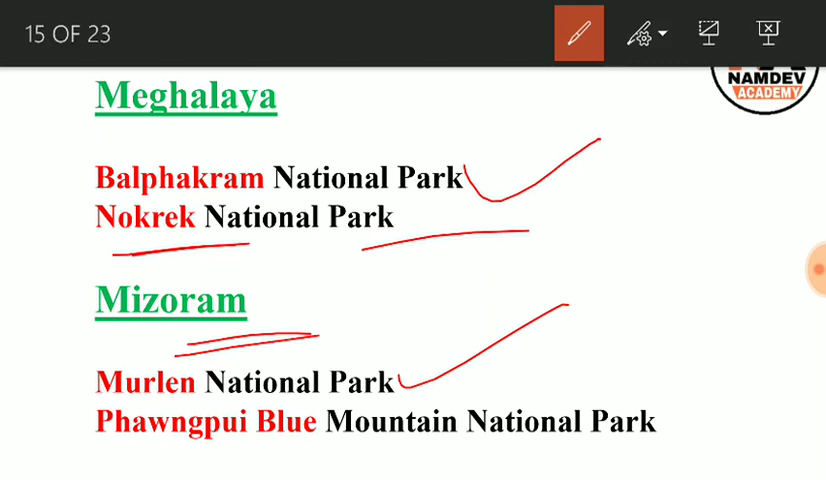 15 OF 23
NAMDEV
ACADEMY
Meghalaya
Balphakram National Park
Nokrek National Park
Mizoram
Murlen National Park
Phawngpui Blue Mountain National Park